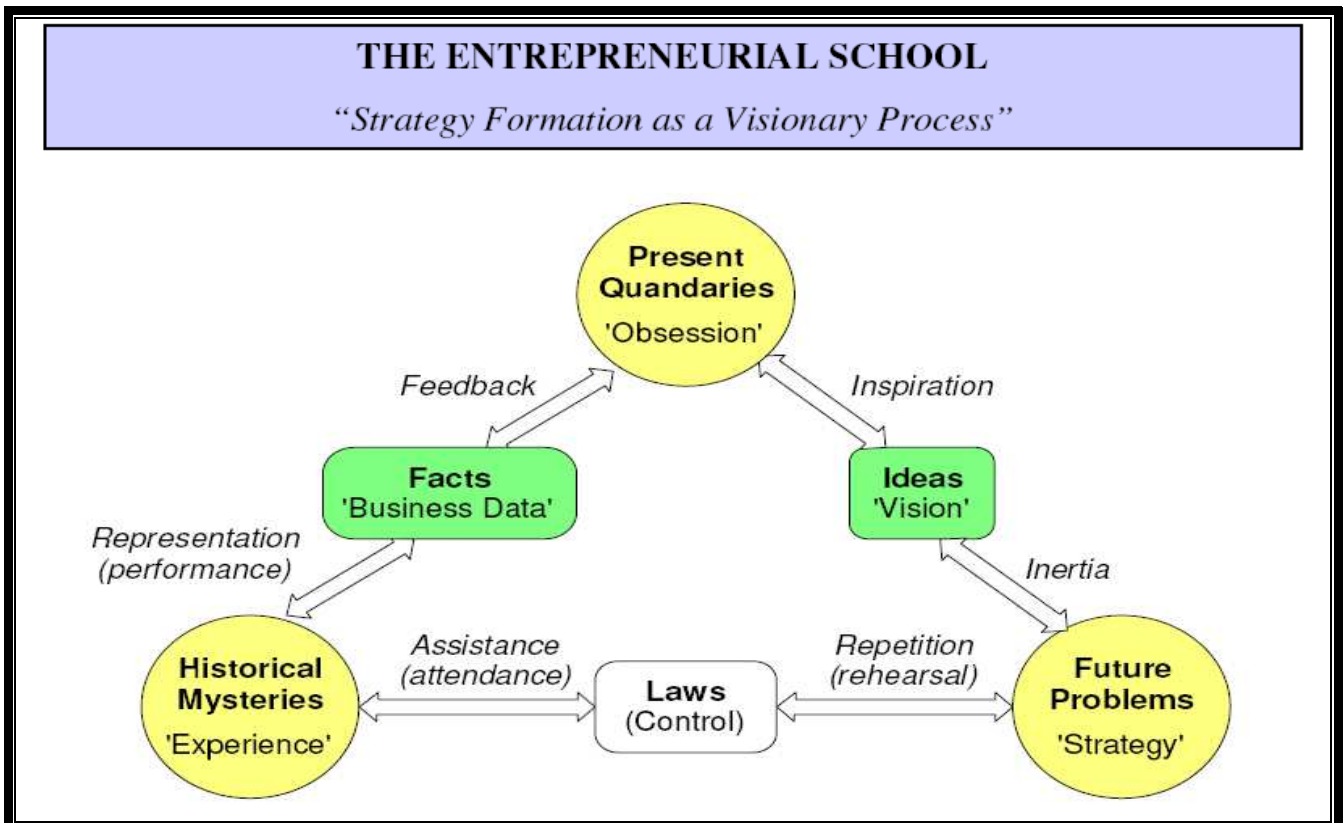 THE ENTREPRENEURIAL SCHOOL
“Strategy Formation as a Visionary Process”
Present
Quandaries
'Obsession'
Feedback
Inspiration
Facts
'Business Data'
Ideas
'Vision'
Representation
(performance)
Inertia
Historical
Mysteries
'Experience'
Assistance
(attendance)
Laws
(Control)
Repetition
(rehearsal)
Future
Problems
'Strategy'